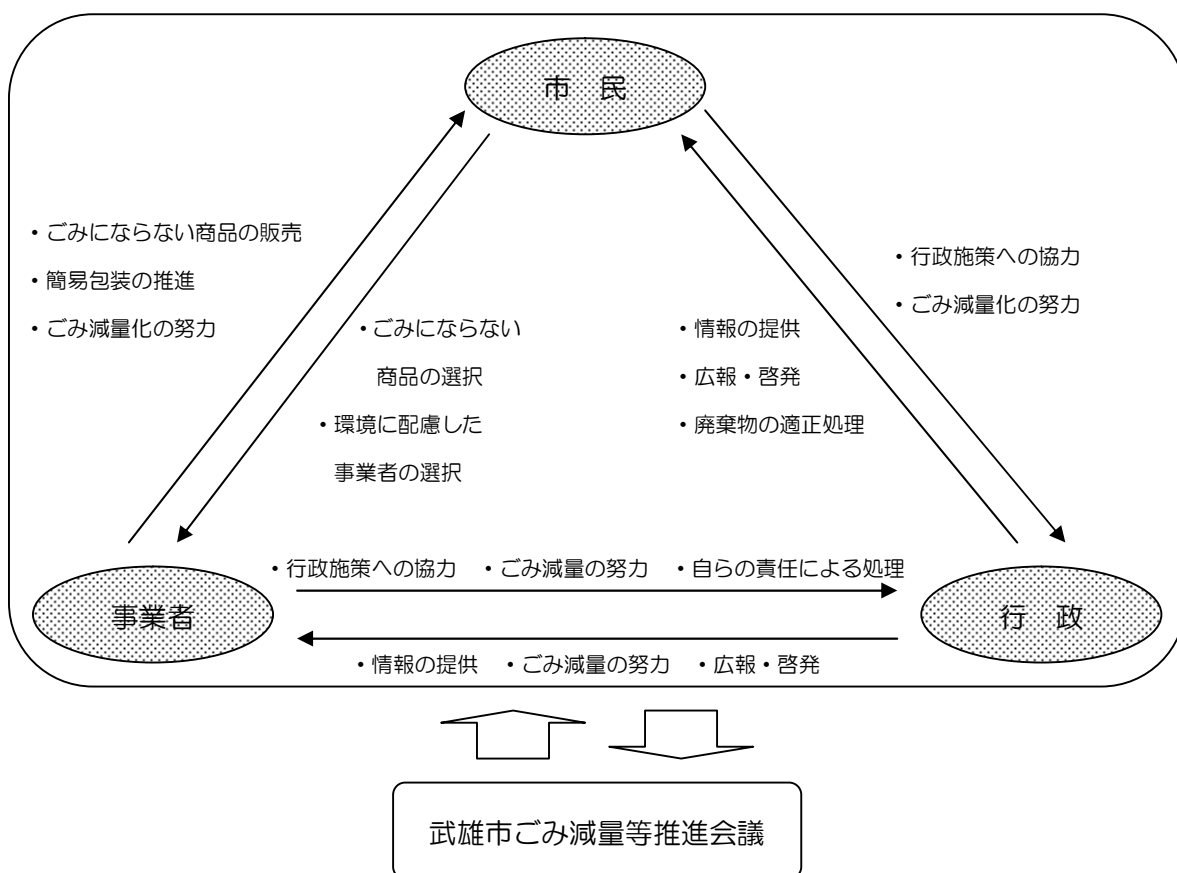 市　民
・ごみにならない商品の販売
・簡易包装の推進
・ごみ減量化の努力
・ごみにならない
商品の選択
・環境に配慮した
事業者の選択
・情報の提供
・広報・啓発
・廃棄物の適正処理
・行政施策への協力
・ごみ減量化の努力
・行政施策への協力　・ごみ減量の努力　・自らの責任による処理
事業者
行　政
・情報の提供　・ごみ減量の努力　・広報・啓発
武雄市ごみ減量等推進会議